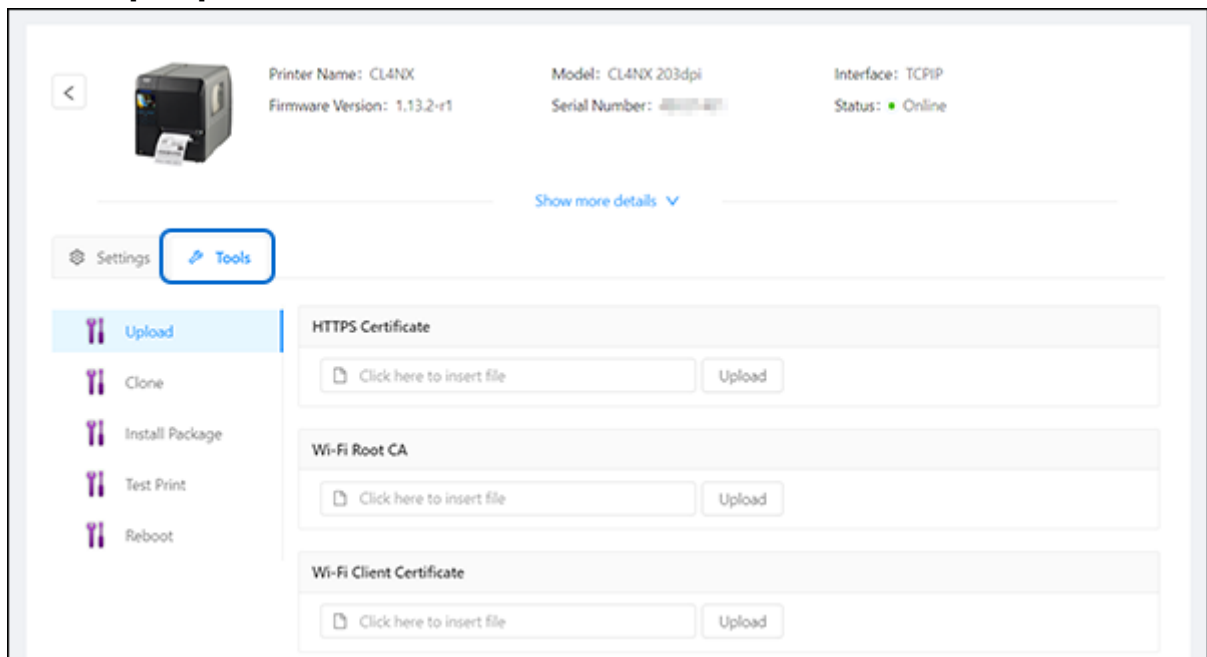 Printer Name: CL4NX
Model: CL4NX 203dpi
Interface: TCPIP
Firmware Version: 1.13.2-r1
Serial Number:
Status: • Online
Show more details
Settings
Tools
Upload
Clone
Install Package
Test Print
Reboot
HTTPS Certificate
Click here to insert file
Upload
Wi-Fi Root CA
Click here to insert file
Upload
Wi-Fi Client Certificate
Click here to insert file
Upload